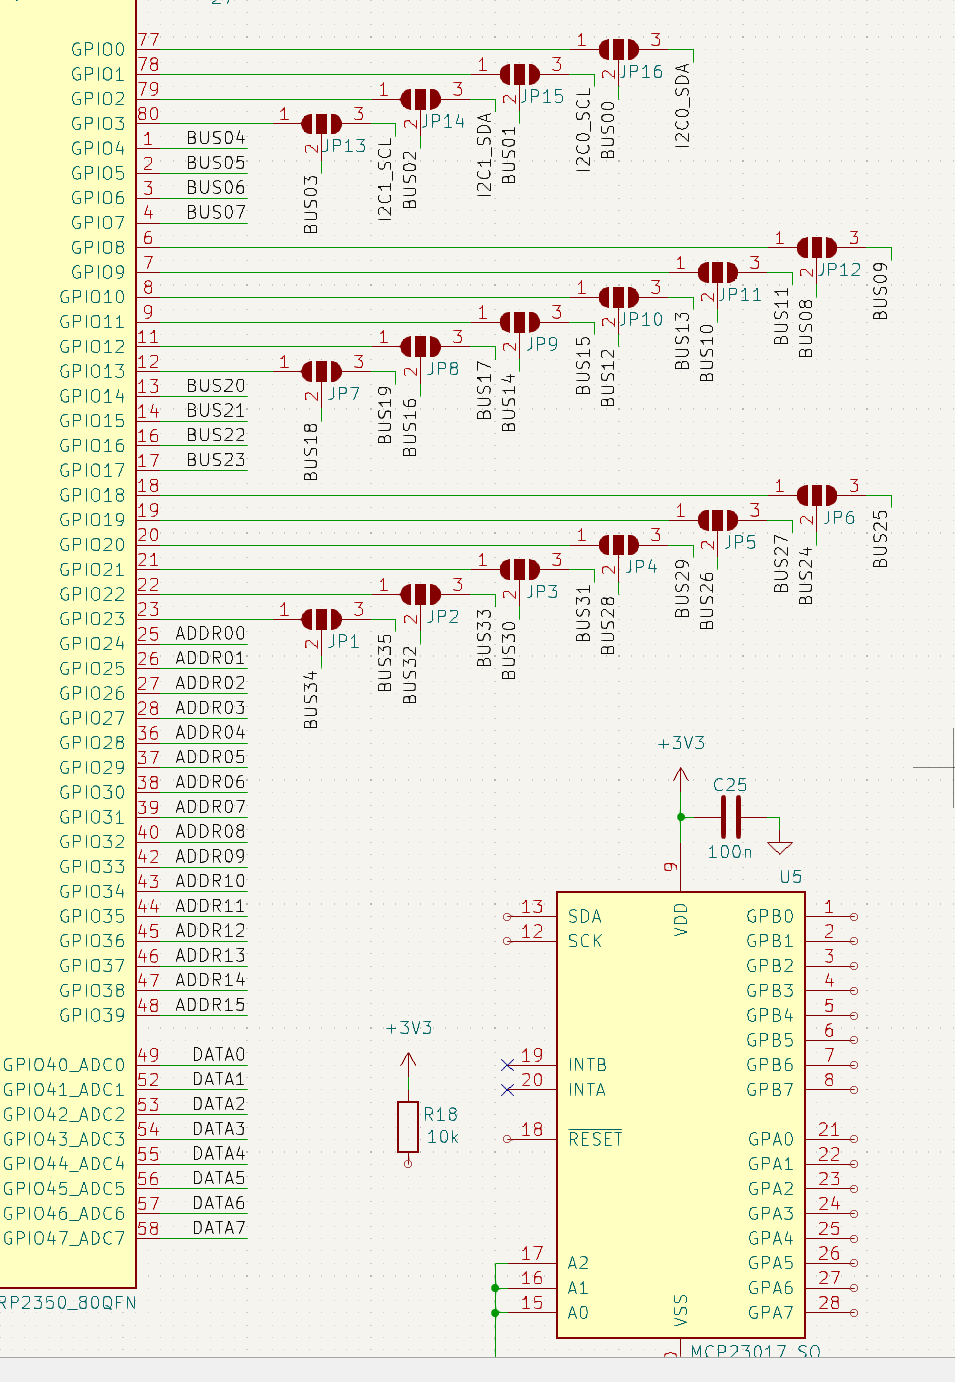 GPIO0 77 1 3 2 JP16 BUS00 I2C0_SDA
GPIO1 78 1 3 2 JP15 BUS01 I2C0_SCL
GPIO2 79 1 3 2 JP14 BUS02 I2C1_SDA
GPIO3 80 1 3 2 JP13 BUS03 I2C1_SCL
GPIO4 1 BUS04
GPIO5 2 BUS05
GPIO6 3 BUS06
GPIO7 4 BUS07
GPIO8 6 1 3 2 JP12 BUS08 BUS09
GPIO9 7 1 3 2 JP11 BUS10 BUS11
GPIO10 8 1 3 2 JP10 BUS12 BUS13
GPIO11 9 1 3 2 JP9 BUS14 BUS15
GPIO12 11 1 3 2 JP8 BUS16 BUS17
GPIO13 12 1 3 2 JP7 BUS18 BUS19
GPIO14 13 BUS20
GPIO15 14 BUS21
GPIO16 16 BUS22
GPIO17 17 BUS23
GPIO18 18 1 3 2 JP6 BUS24 BUS25
GPIO19 19 1 3 2 JP5 BUS26 BUS27
GPIO20 20 1 3 2 JP4 BUS28 BUS29
GPIO21 21 1 3 2 JP3 BUS30 BUS31
GPIO22 22 1 3 2 JP2 BUS32 BUS33
GPIO23 23 1 3 2 JP1 BUS34 BUS35
GPIO24 25 ADDR00
GPIO25 26 ADDR01
GPIO26 27 ADDR02
GPIO27 28 ADDR03
GPIO28 36 ADDR04
GPIO29 37 ADDR05
GPIO30 38 ADDR06
GPIO31 39 ADDR07
GPIO32 40 ADDR08
GPIO33 42 ADDR09
GPIO34 43 ADDR10
GPIO35 44 ADDR11
GPIO36 45 ADDR12
GPIO37 46 ADDR13
GPIO38 47 ADDR14
GPIO39 48 ADDR15
GPIO40_ADC0 49 DATA0
GPIO41_ADC1 52 DATA1
GPIO42_ADC2 53 DATA2
GPIO43_ADC3 54 DATA3
GPIO44_ADC4 55 DATA4
GPIO45_ADC5 56 DATA5
GPIO46_ADC6 57 DATA6
GPIO47_ADC7 58 DATA7
RP2350_80QFN
+3V3
R18
10k
+3V3
C25
100n
9
U5
VDD
13 SDA
12 SCK
19 INTB
20 INTA
18 RESET
17 A2
16 A1
15 A0
GPB0 1
GPB1 2
GPB2 3
GPB3 4
GPB4 5
GPB5 6
GPB6 7
GPB7 8
GPA0 21
GPA1 22
GPA2 23
GPA3 24
GPA4 25
GPA5 26
GPA6 27
GPA7 28
VSS
MCP23017_SO